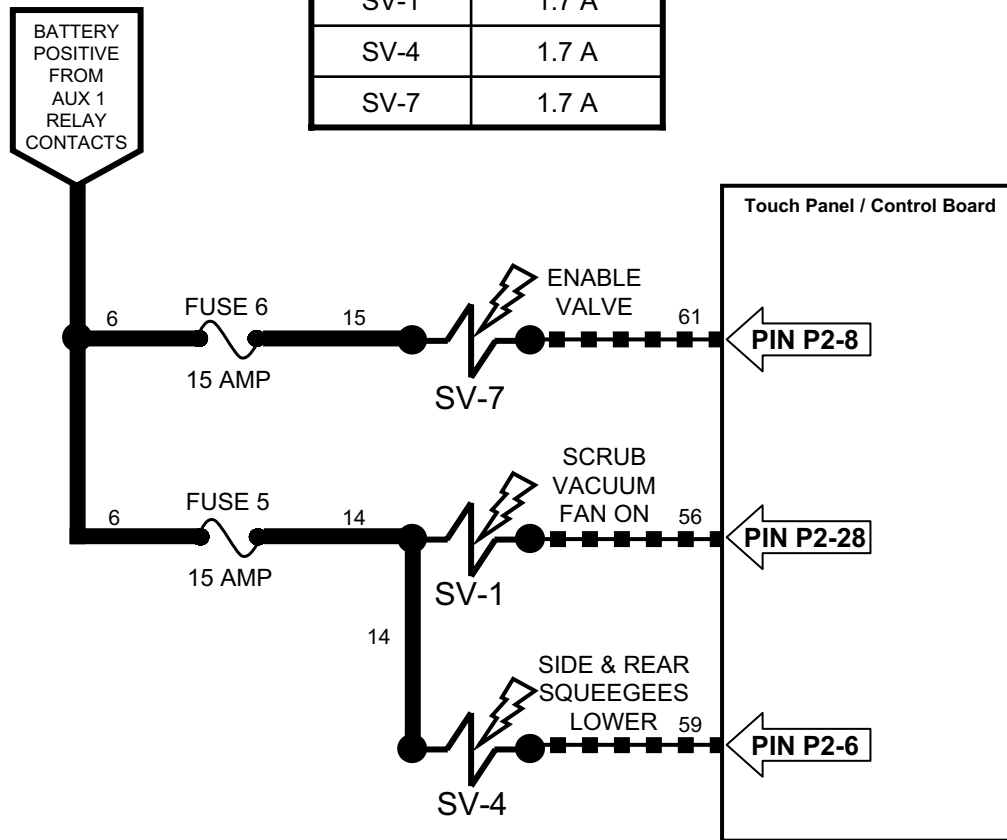 SV-1 1.7 A
SV-4 1.7 A
SV-7 1.7 A
BATTERY
POSITIVE
FROM
AUX 1
RELAY
CONTACTS
Touch Panel / Control Board
6
FUSE 6
15 AMP
15
SV-7
ENABLE
VALVE
61
PIN P2-8
6
FUSE 5
15 AMP
14
SV-1
SCRUB
VACUUM
FAN ON
56
PIN P2-28
14
SV-4
SIDE & REAR
SQUEEGEES
LOWER
59
PIN P2-6